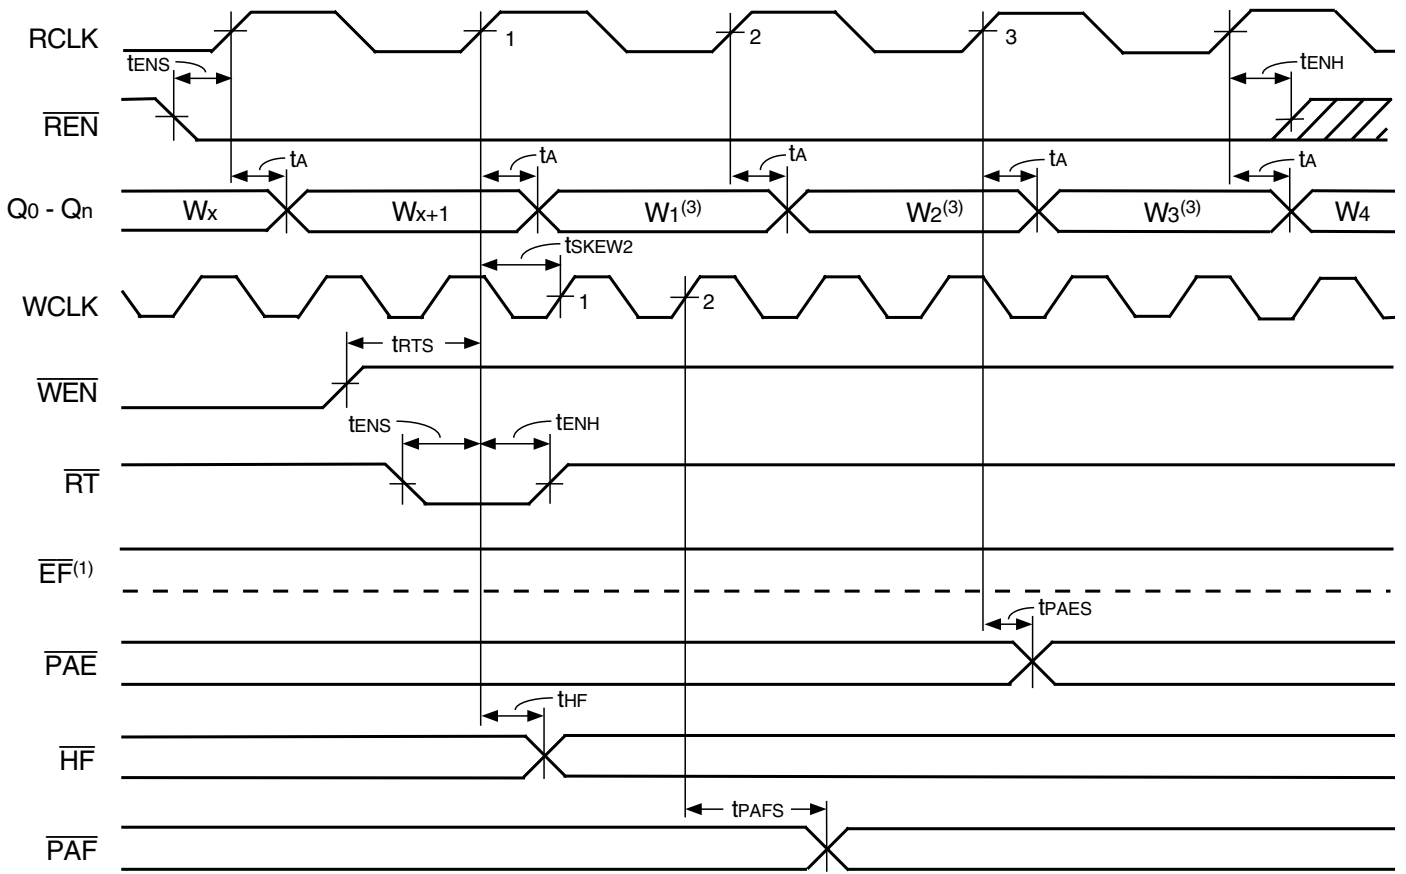 RCLK 1 2 3
tENS tENH
REN
tA tA tA tA tA
Q0 - Qn Wx Wx+1 W1(3) W2(3) W3(3) W4
tSKEW2
WCLK 1 2
tRTS
WEN
tENS tENH
RT
EF(1)
tPAES
PAE
tHF
HF
tPAFS
PAF